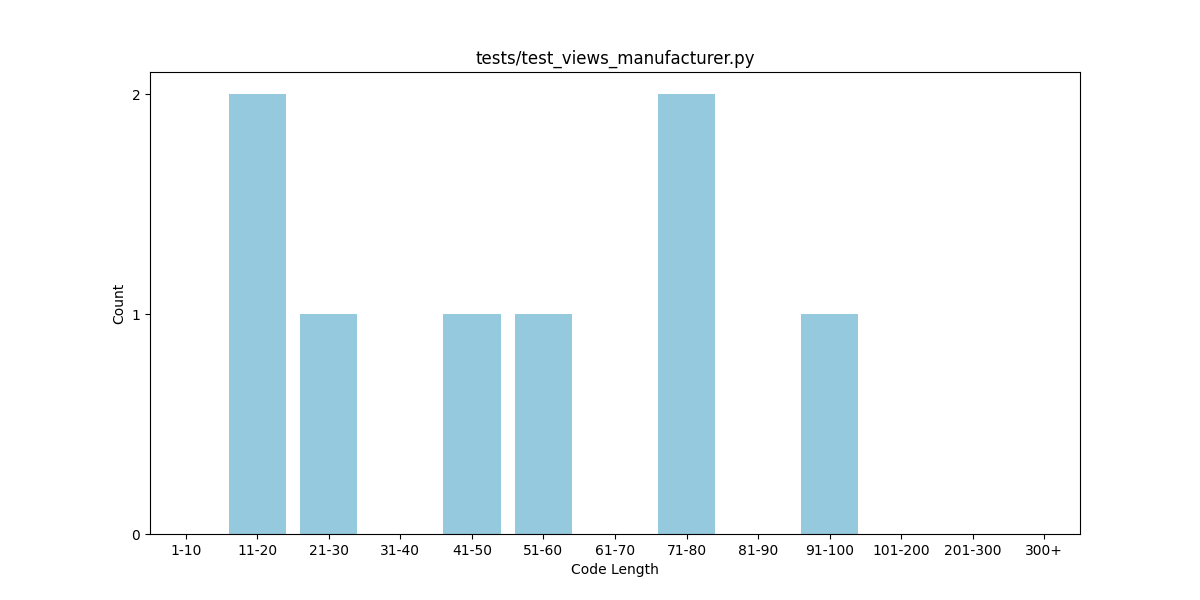 tests/test_views_manufacturer.py
2
1
0
Count
1-10 11-20 21-30 31-40 41-50 51-60 61-70 71-80 81-90 91-100 101-200 201-300 300+
Code Length